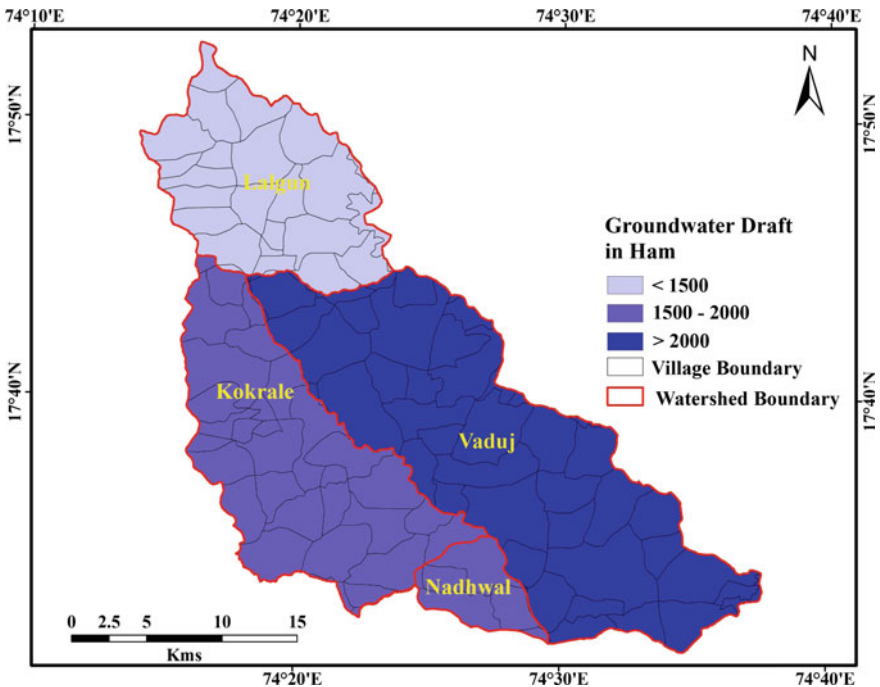 74°10'E 74°20'E 74°30'E 74°40'E
N
17°50'N 17°50'N
Lalgun
Groundwater Draft
in Ham
< 1500
1500 - 2000
> 2000
Village Boundary
Watershed Boundary
17°40'N 17°40'N
Kokrale
Vaduj
Nadhwal
0 2.5 5 10 15
Kms
74°20'E 74°30'E 74°40'E